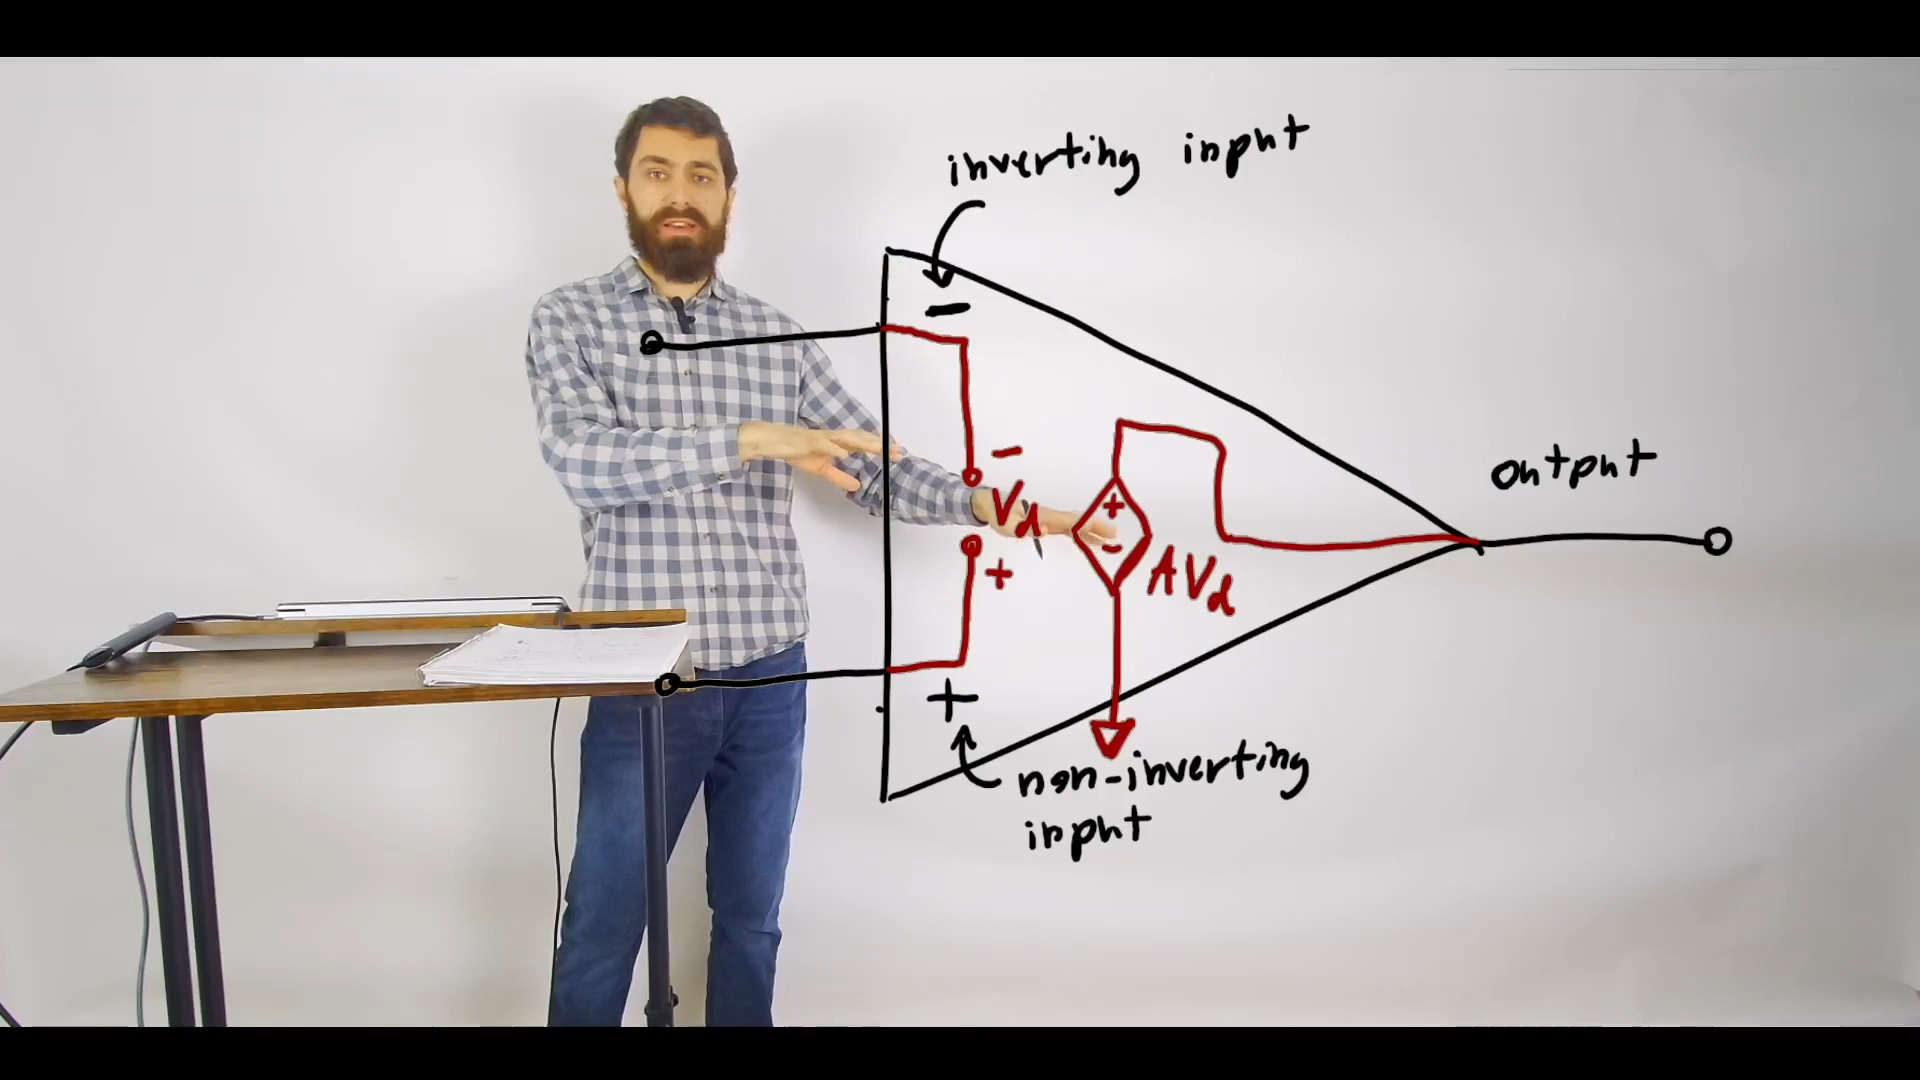 inverting input
−
− 
Vd
+
+
−
AVd
output
+
non-inverting
input